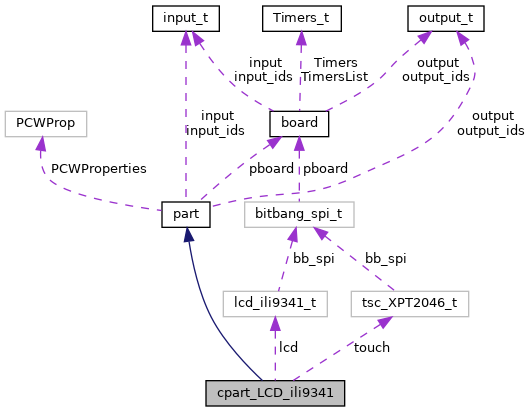 input_t
Timers_t
output_t
input
input_ids
Timers
TimersList
output
output_ids
PCWProp
input
input_ids
board
output
output_ids
PCWProperties
pboard
pboard
part
bitbang_spi_t
bb_spi
bb_spi
lcd_ili9341_t
tsc_XPT2046_t
lcd
touch
cpart_LCD_ili9341